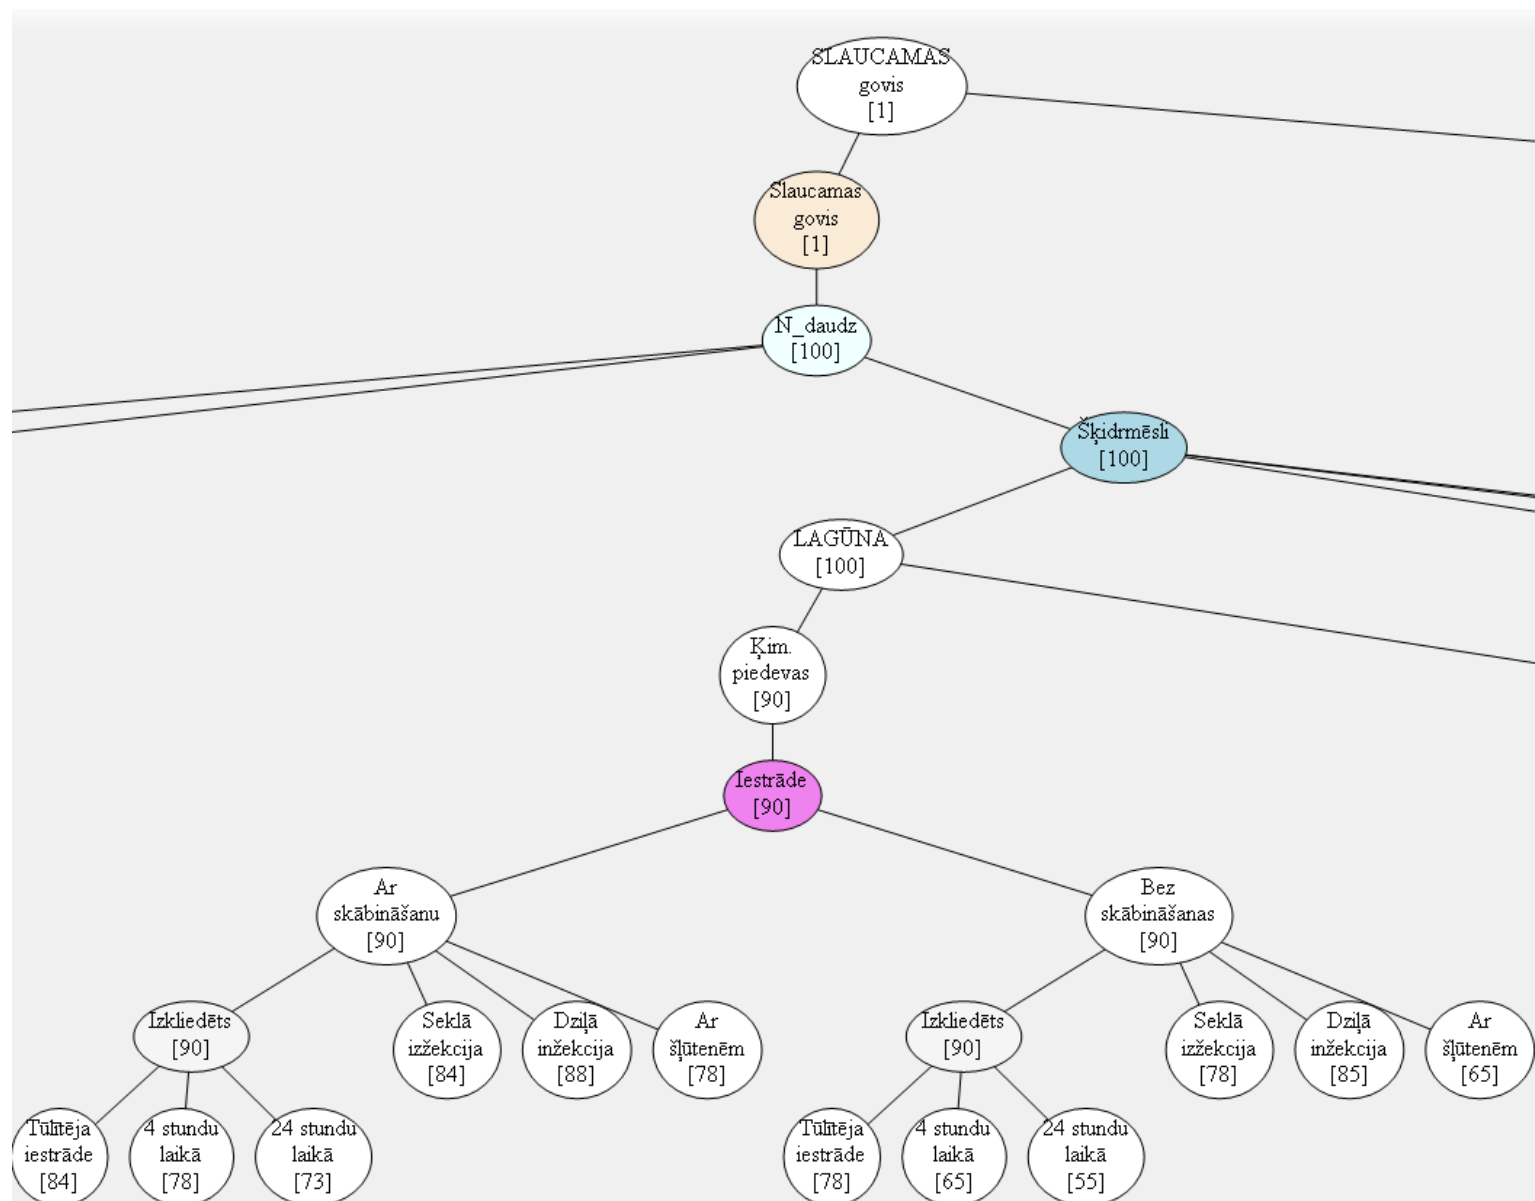 SLAUCAMAS
govis
[1]
Slaucamas
govis
[1]
N_daudz
[100]
Šķidrmēsli
[100]
LAGŪNA
[100]
Ķim.
piedevas
[90]
Iestrāde
[90]
Ar
skābināšanu
[90]
Bez
skābināšanas
[90]
Izkliedēts
[90]
Seklā
izžekcija
[84]
Dziļā
inžekcija
[88]
Ar
šļūtenēm
[78]
Izkliedēts
[90]
Seklā
izžekcija
[78]
Dziļā
inžekcija
[85]
Ar
šļūtenēm
[65]
Tūlītēja
iestrāde
[84]
4 stundu
laikā
[78]
24 stundu
laikā
[73]
Tūlītēja
iestrāde
[78]
4 stundu
laikā
[65]
24 stundu
laikā
[55]